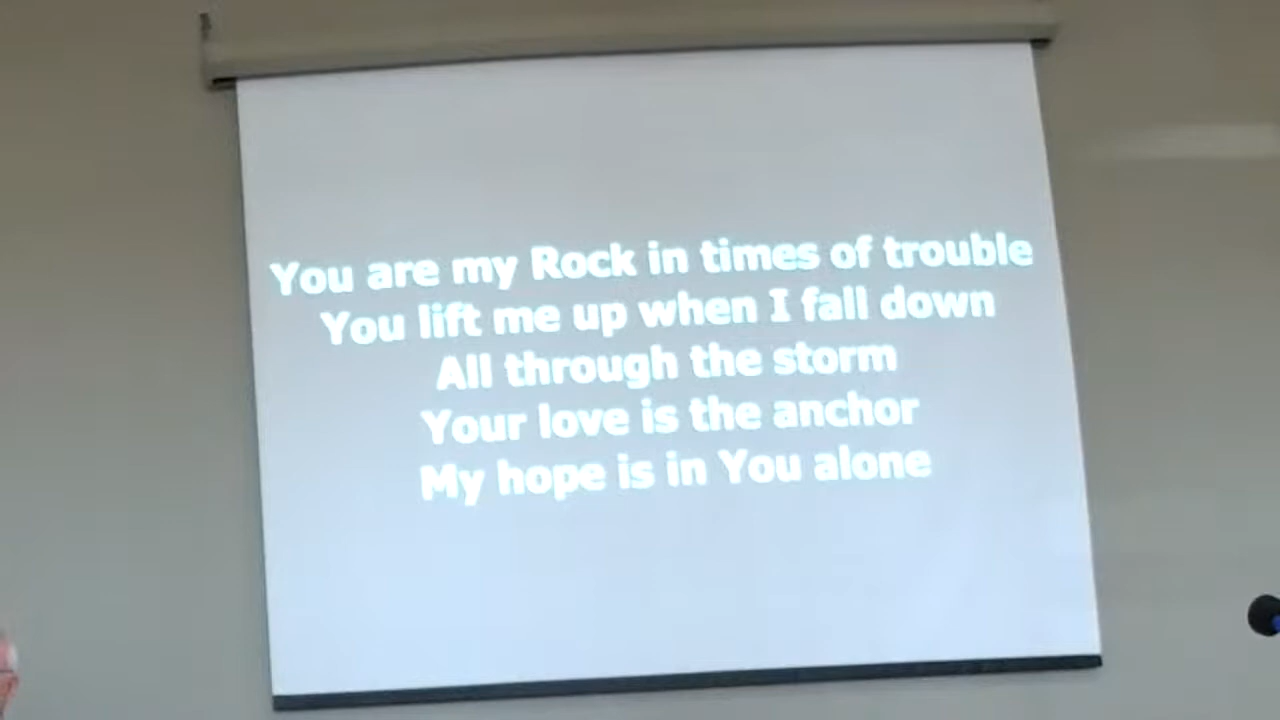 You are my Rock in times of trouble
You lift me up when I fall down
All through the storm
Your love is the anchor
My hope is in You alone